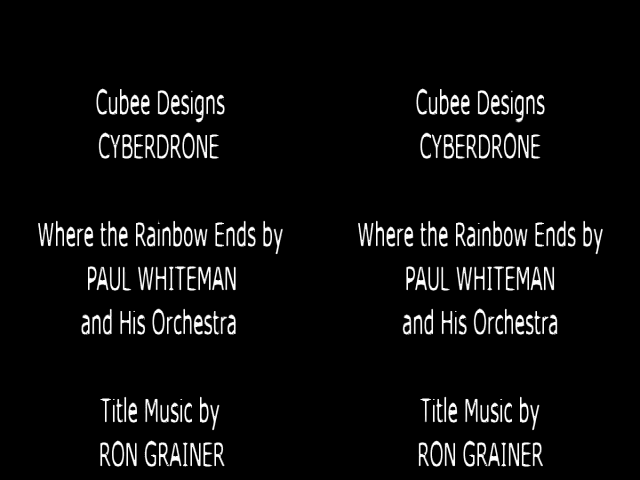 Cubee Designs
CYBERDRONE
Where the Rainbow Ends by
PAUL WHITEMAN
and His Orchestra
Title Music by
RON GRAINER
Cubee Designs
CYBERDRONE
Where the Rainbow Ends by
PAUL WHITEMAN
and His Orchestra
Title Music by
RON GRAINER